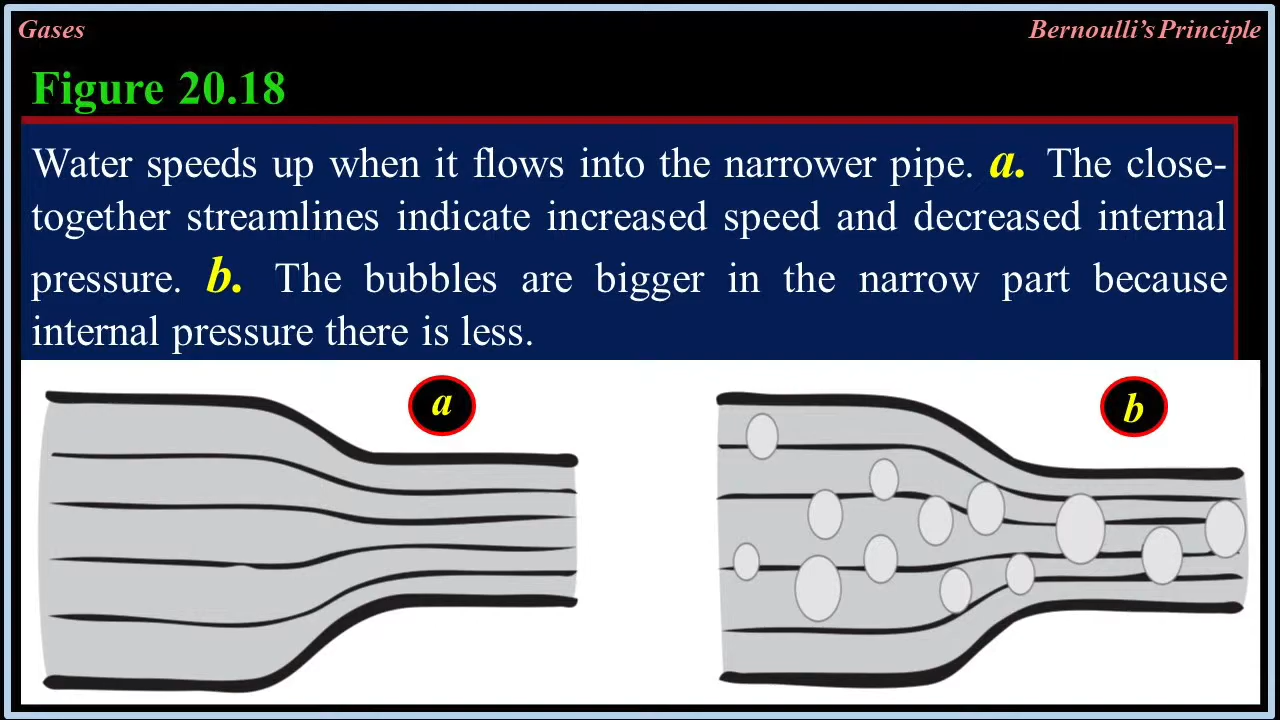 Gases
Bernoulli's Principle
Figure 20.18
Water speeds up when it flows into the narrower pipe. a. The close-
together streamlines indicate increased speed and decreased internal
pressure. b. The bubbles are bigger in the narrow part because
internal pressure there is less.
a
b